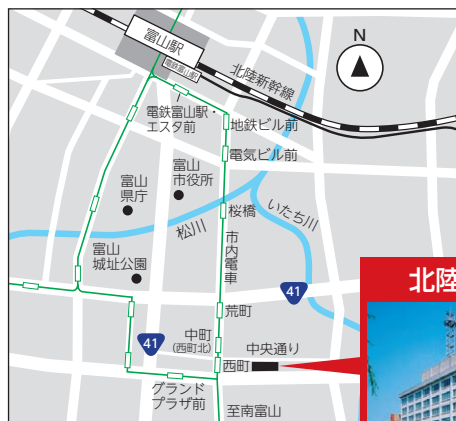 富山駅
電鉄富山駅
N
北陸新幹線
電鉄富山駅・
エスタ前
地鉄ビル前
電気ビル前
富山
県庁
富山
市役所
松川
桜橋
いたち川
市内電車
富山
城址公園
41
荒町
41
中町
(西町北)
中央通り
西町
グランド
プラザ前
至南富山
北陸